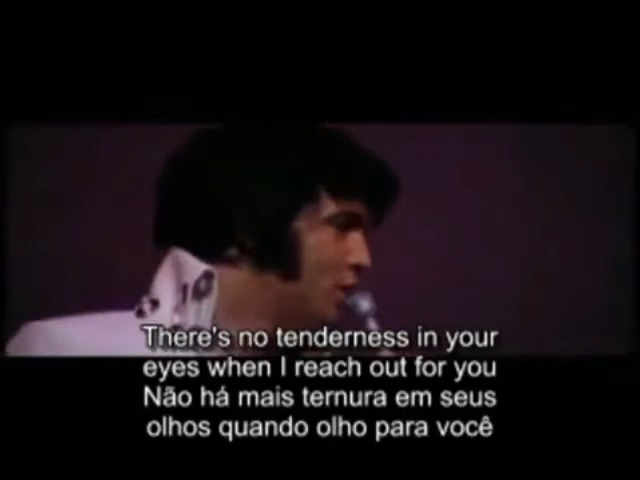 There's no tenderness in your
eyes when I reach out for you
Não há mais ternura em seus
olhos quando olho para você